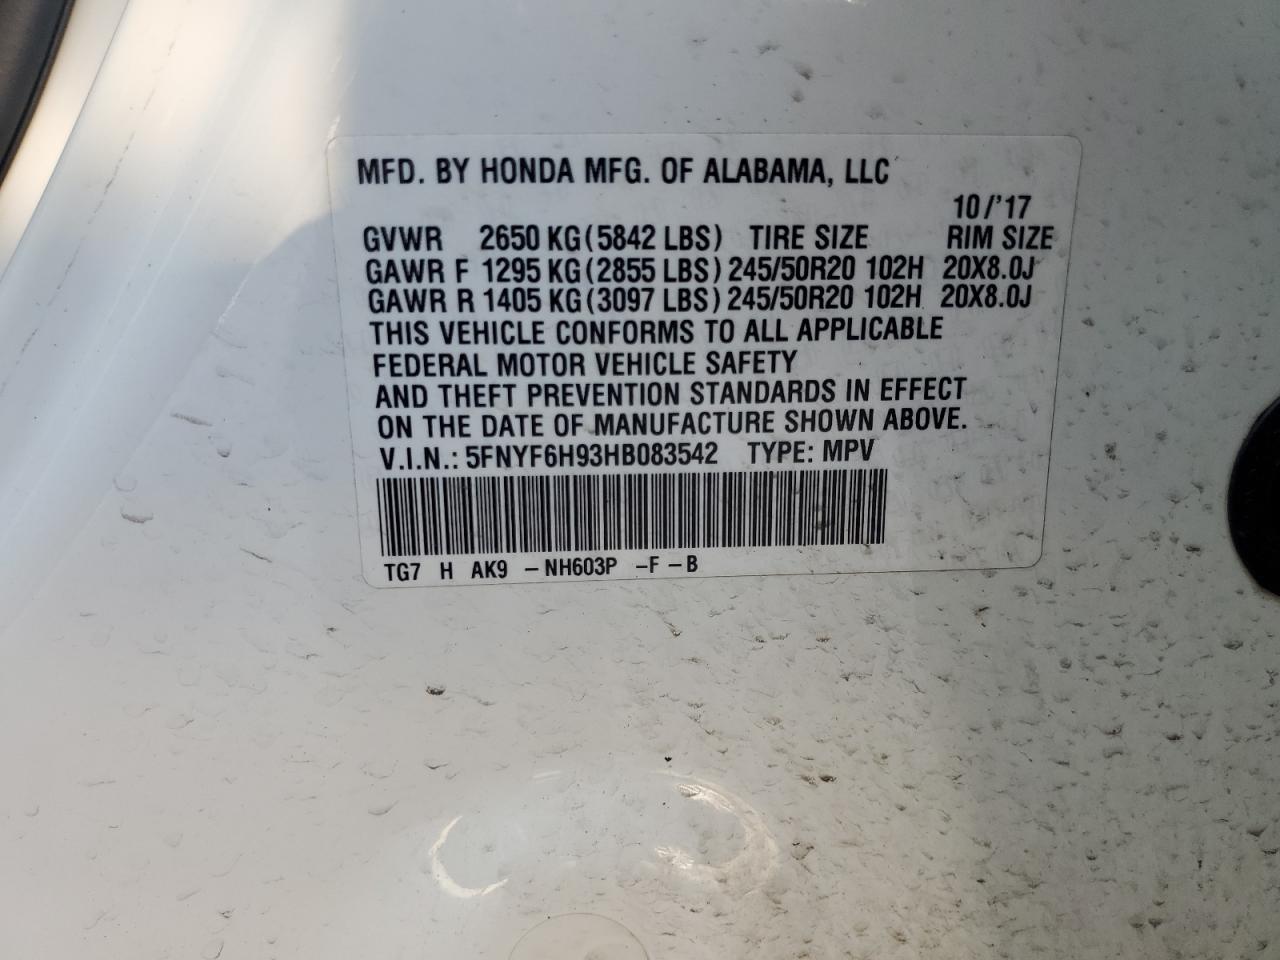 MFD. BY HONDA MFG. OF ALABAMA, LLC
10/'17
GVWR 2650 KG(5842 LBS) TIRE SIZE RIM SIZE
GAWR F 1295 KG(2855 LBS) 245/50R20 102H 20X8.0J
GAWR R 1405 KG(3097 LBS) 245/50R20 102H 20X8.0J
THIS VEHICLE CONFORMS TO ALL APPLICABLE
FEDERAL MOTOR VEHICLE SAFETY
AND THEFT PREVENTION STANDARDS IN EFFECT
ON THE DATE OF MANUFACTURE SHOWN ABOVE.
V.I.N.: 5FNYF6H93HB083542 TYPE: MPV
TG7 H AK9 -NH603P -F-B